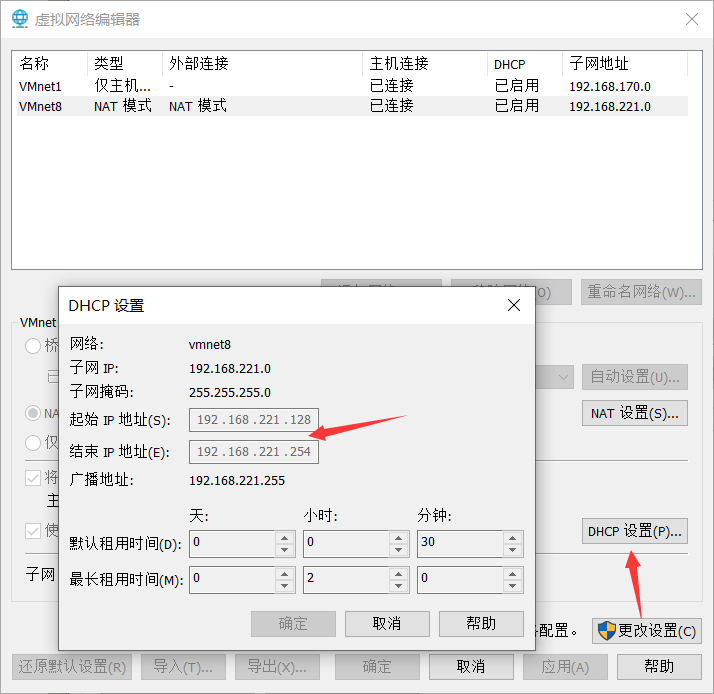 虚拟网络编辑器
名称 类型 外部连接 主机连接 DHCP 子网地址
VMnet1 仅主机... - 已连接 已启用 192.168.170.0
VMnet8 NAT 模式 NAT 模式 已连接 已启用 192.168.221.0
重命名网络(W)...
VMnet
DHCP 设置
网络: vmnet8
子网 IP: 192.168.221.0
子网掩码: 255.255.255.0
起始 IP 地址(S): 192 . 168 . 221 . 128
结束 IP 地址(E): 192 . 168 . 221 . 254
广播地址: 192.168.221.255
天: 小时: 分钟:
默认租用时间(D): 0 0 30
最长租用时间(M): 0 2 0
确定 取消 帮助
桥
已
自动设置(U)...
NA
NAT 设置(S)...
仅
将
主
使
DHCP 设置(P)...
子网
配置。
更改设置(C)
还原默认设置(R) 导入(T)... 导出(X)... 确定 取消 应用(A) 帮助